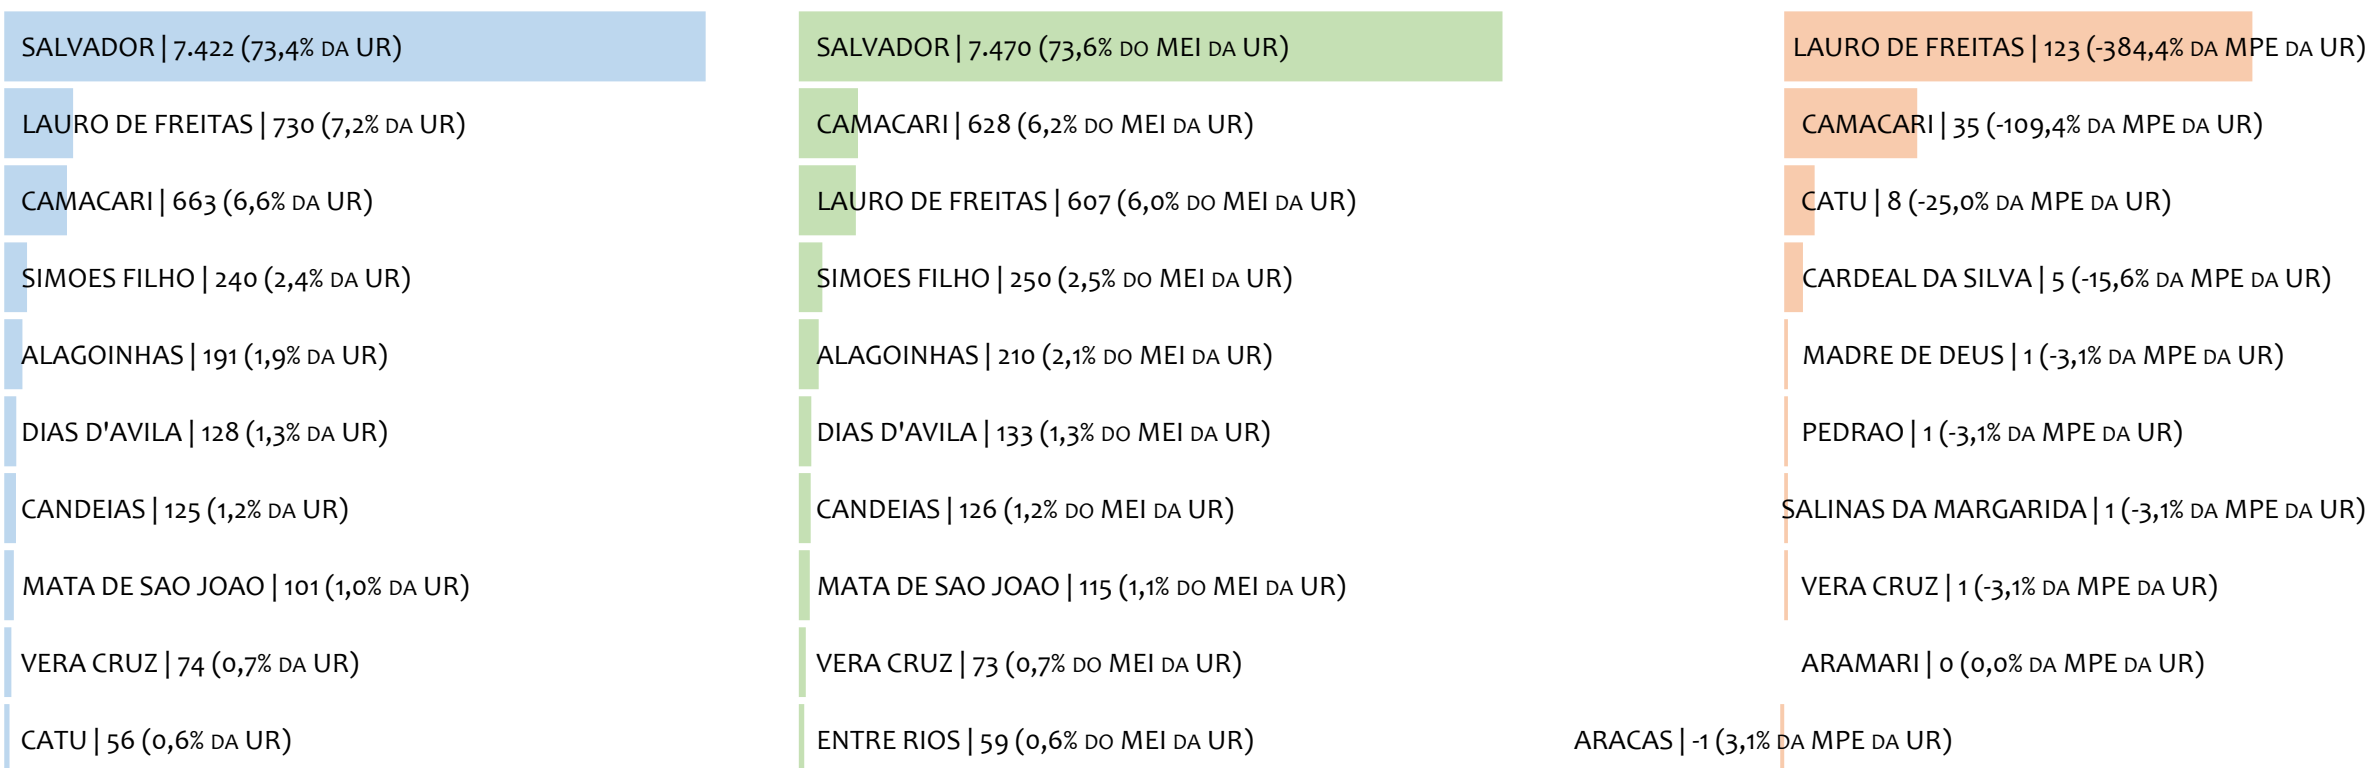 SALVADOR | 7.422 (73,4% DA UR)
LAURO DE FREITAS | 730 (7,2% DA UR)
CAMACARI | 663 (6,6% DA UR)
SIMOES FILHO | 240 (2,4% DA UR)
ALAGOINHAS | 191 (1,9% DA UR)
DIAS D'AVILA | 128 (1,3% DA UR)
CANDEIAS | 125 (1,2% DA UR)
MATA DE SAO JOAO | 101 (1,0% DA UR)
VERA CRUZ | 74 (0,7% DA UR)
CATU | 56 (0,6% DA UR)
SALVADOR | 7.470 (73,6% DO MEI DA UR)
CAMACARI | 628 (6,2% DO MEI DA UR)
LAURO DE FREITAS | 607 (6,0% DO MEI DA UR)
SIMOES FILHO | 250 (2,5% DO MEI DA UR)
ALAGOINHAS | 210 (2,1% DO MEI DA UR)
DIAS D'AVILA | 133 (1,3% DO MEI DA UR)
CANDEIAS | 126 (1,2% DO MEI DA UR)
MATA DE SAO JOAO | 115 (1,1% DO MEI DA UR)
VERA CRUZ | 73 (0,7% DO MEI DA UR)
ENTRE RIOS | 59 (0,6% DO MEI DA UR)
LAURO DE FREITAS | 123 (-384,4% DA MPE DA UR)
CAMACARI | 35 (-109,4% DA MPE DA UR)
CATU | 8 (-25,0% DA MPE DA UR)
CARDEAL DA SILVA | 5 (-15,6% DA MPE DA UR)
MADRE DE DEUS | 1 (-3,1% DA MPE DA UR)
PEDRAO | 1 (-3,1% DA MPE DA UR)
SALINAS DA MARGARIDA | 1 (-3,1% DA MPE DA UR)
VERA CRUZ | 1 (-3,1% DA MPE DA UR)
ARAMARI | 0 (0,0% DA MPE DA UR)
ARACAS | -1 (3,1% DA MPE DA UR)